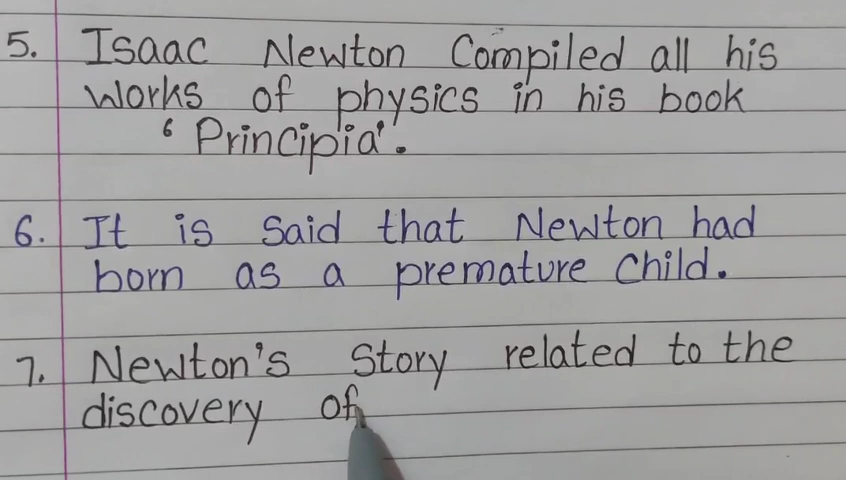 5. Isaac Newton Compiled all his
works of physics in his book
'Principia'.
6. It is Said that Newton had
born as a premature Child.
7. Newton's Story related to the
discovery of